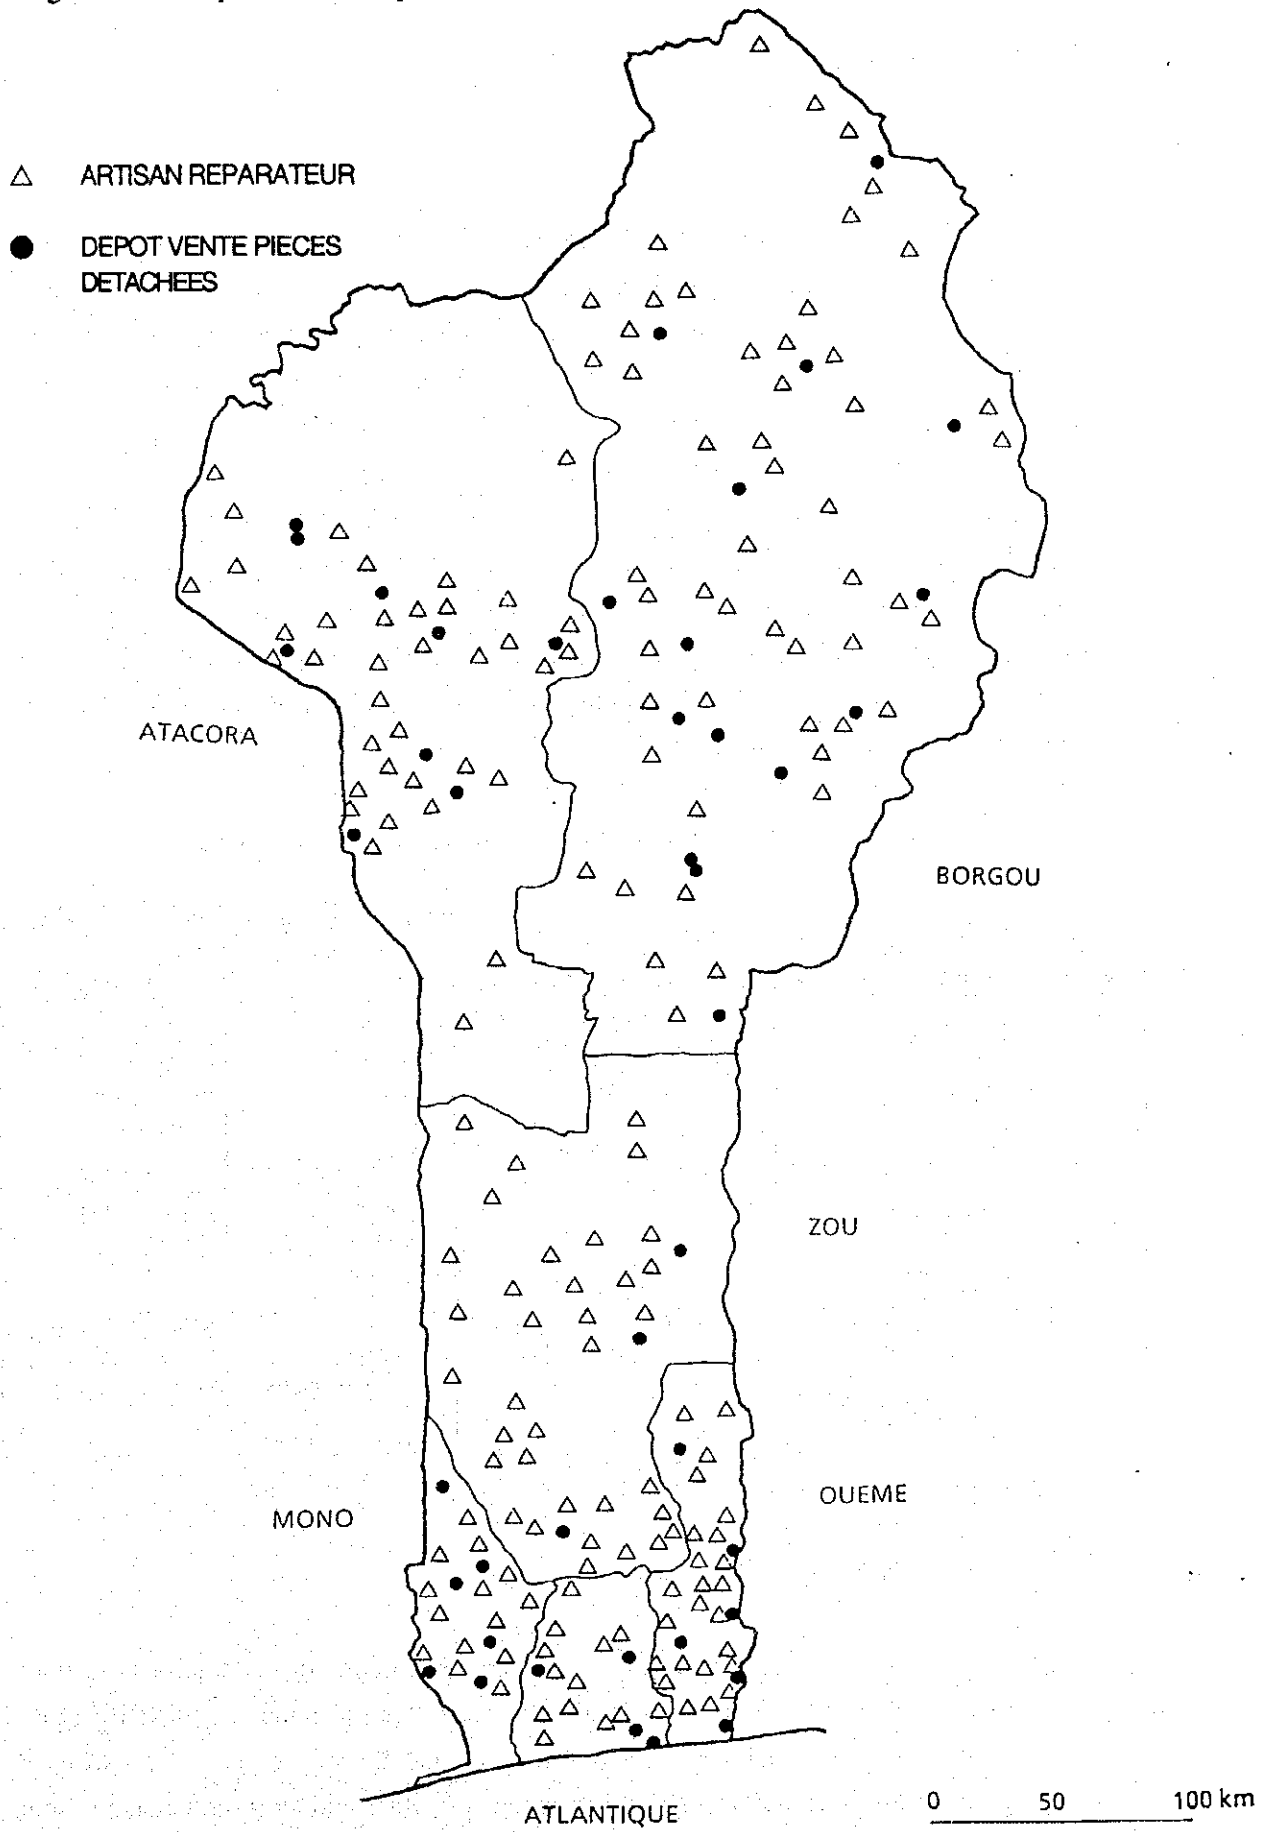 ARTISAN REPARATEUR
DEPOT VENTE PIECES
DETACHEES
ATACORA
BORGOU
ZOU
OUEME
MONO
ATLANTIQUE
0 50 100 km